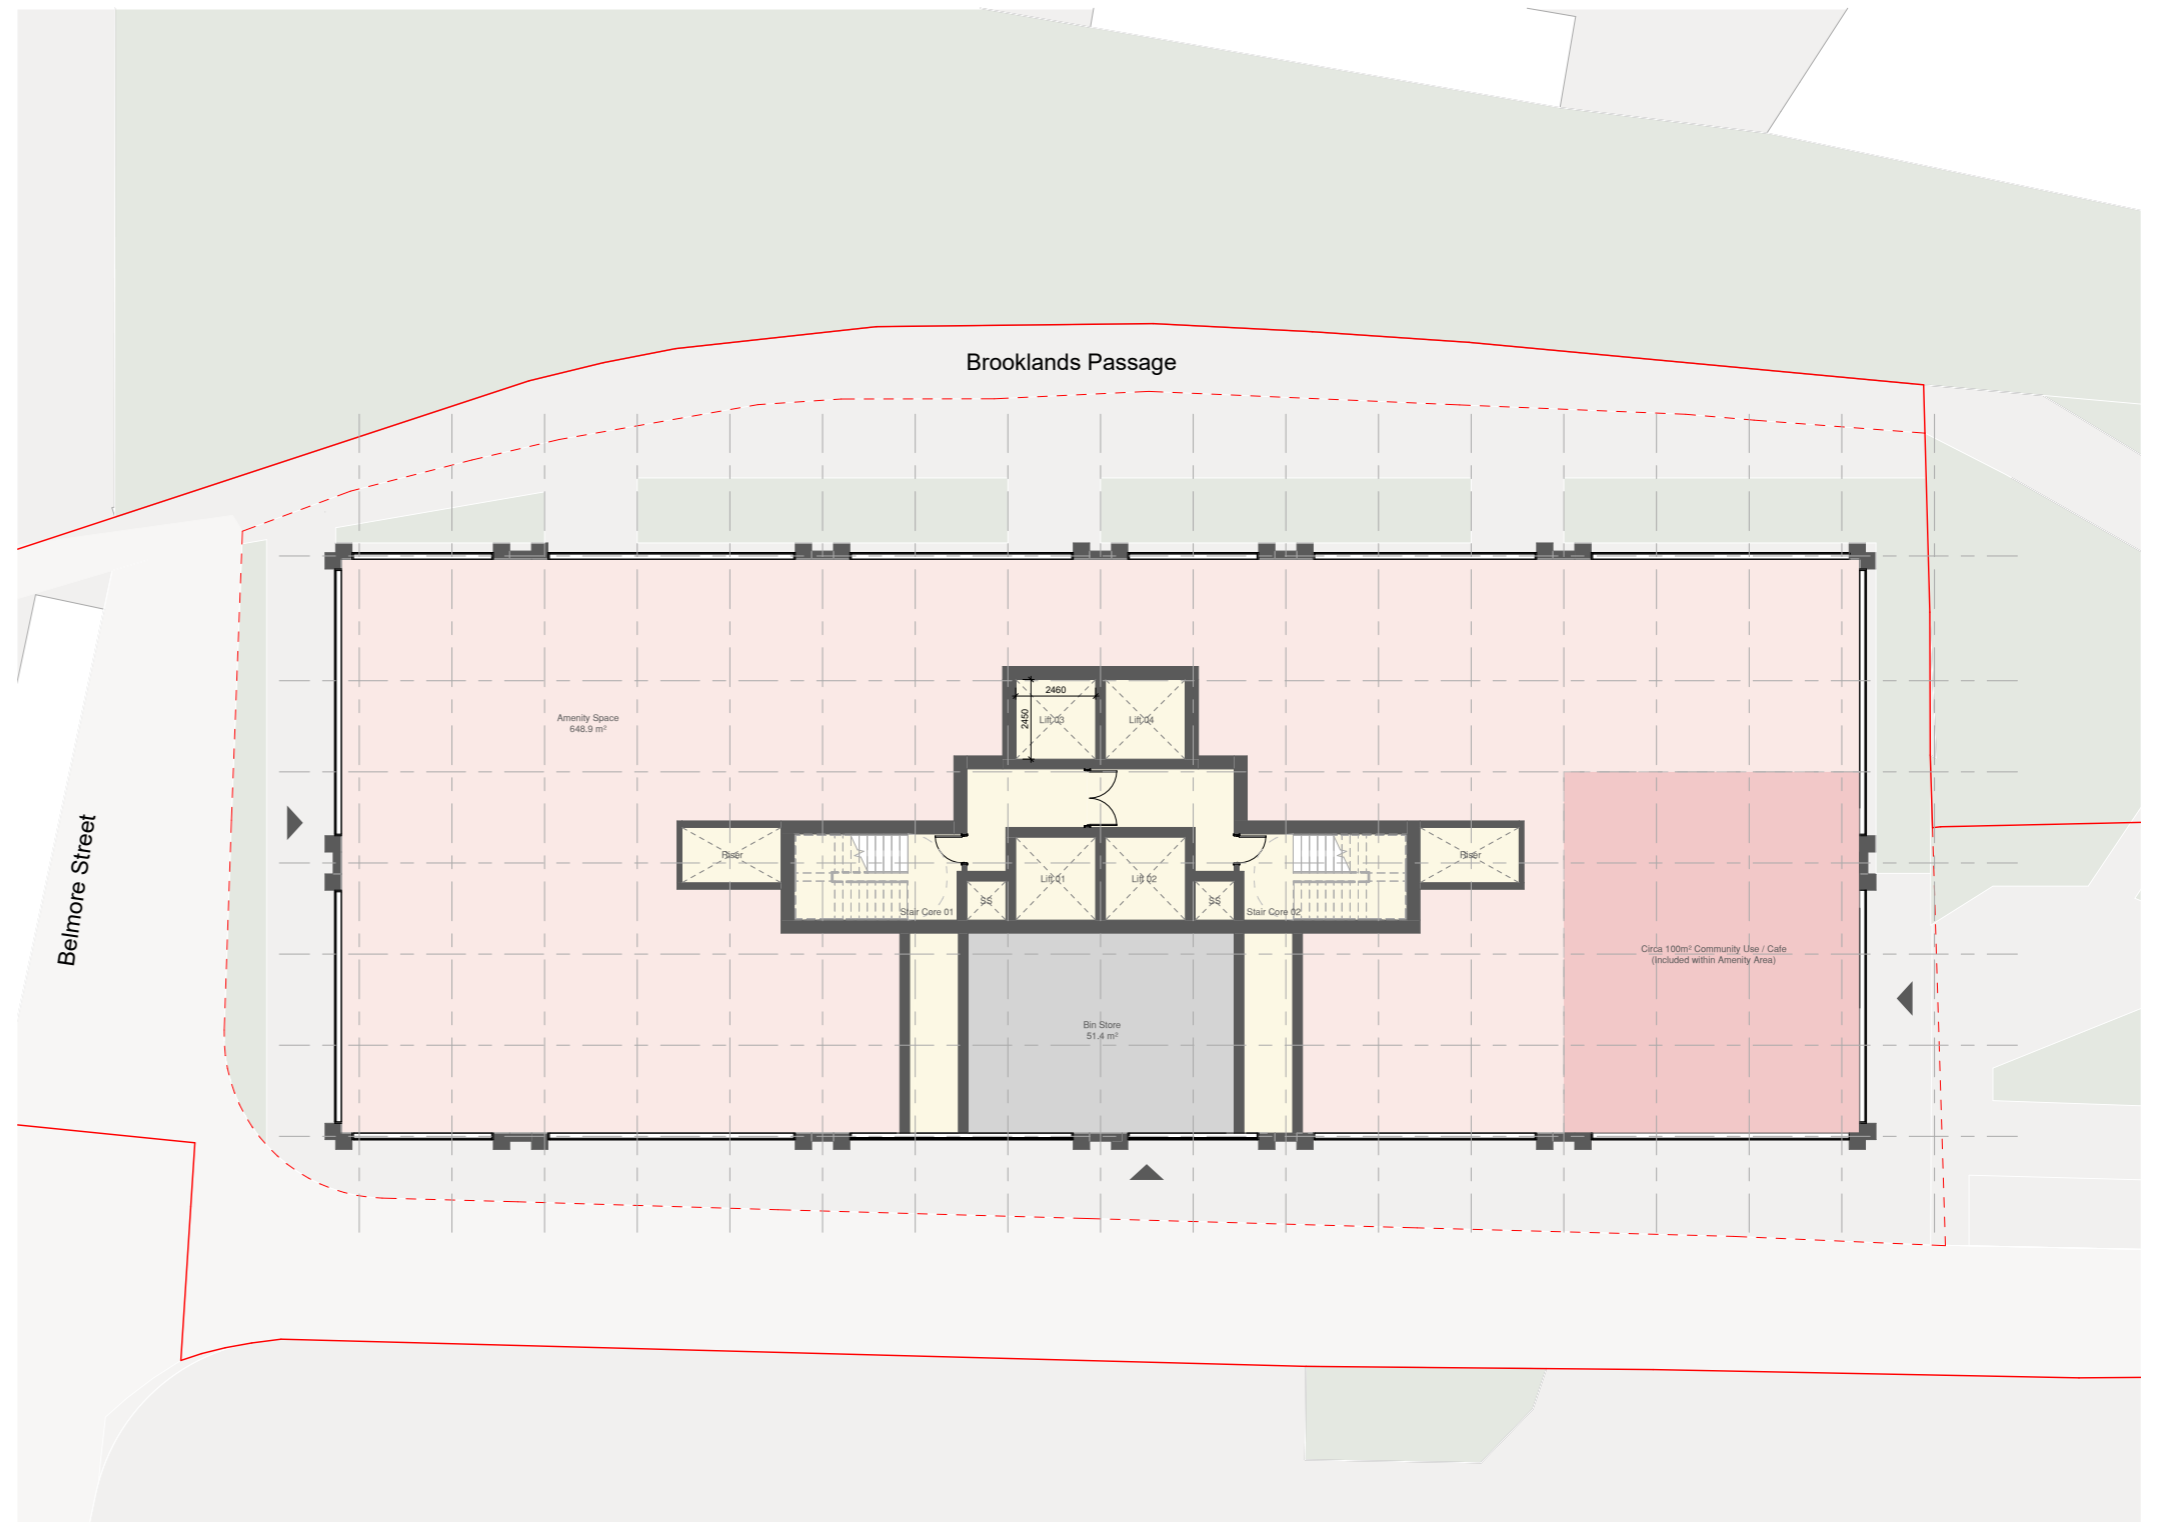 Brooklands Passage
2460
2450
Lift 03
Lift 04
Amenity Space
648.9 m²
Belmore Street
Riser
Riser
Lift 01
Lift 02
SS
SS
Stair Core 01
Stair Core 02
Circa 100m² Community Use / Cafe
(Included within Amenity Area)
Bin Store
51.4 m²